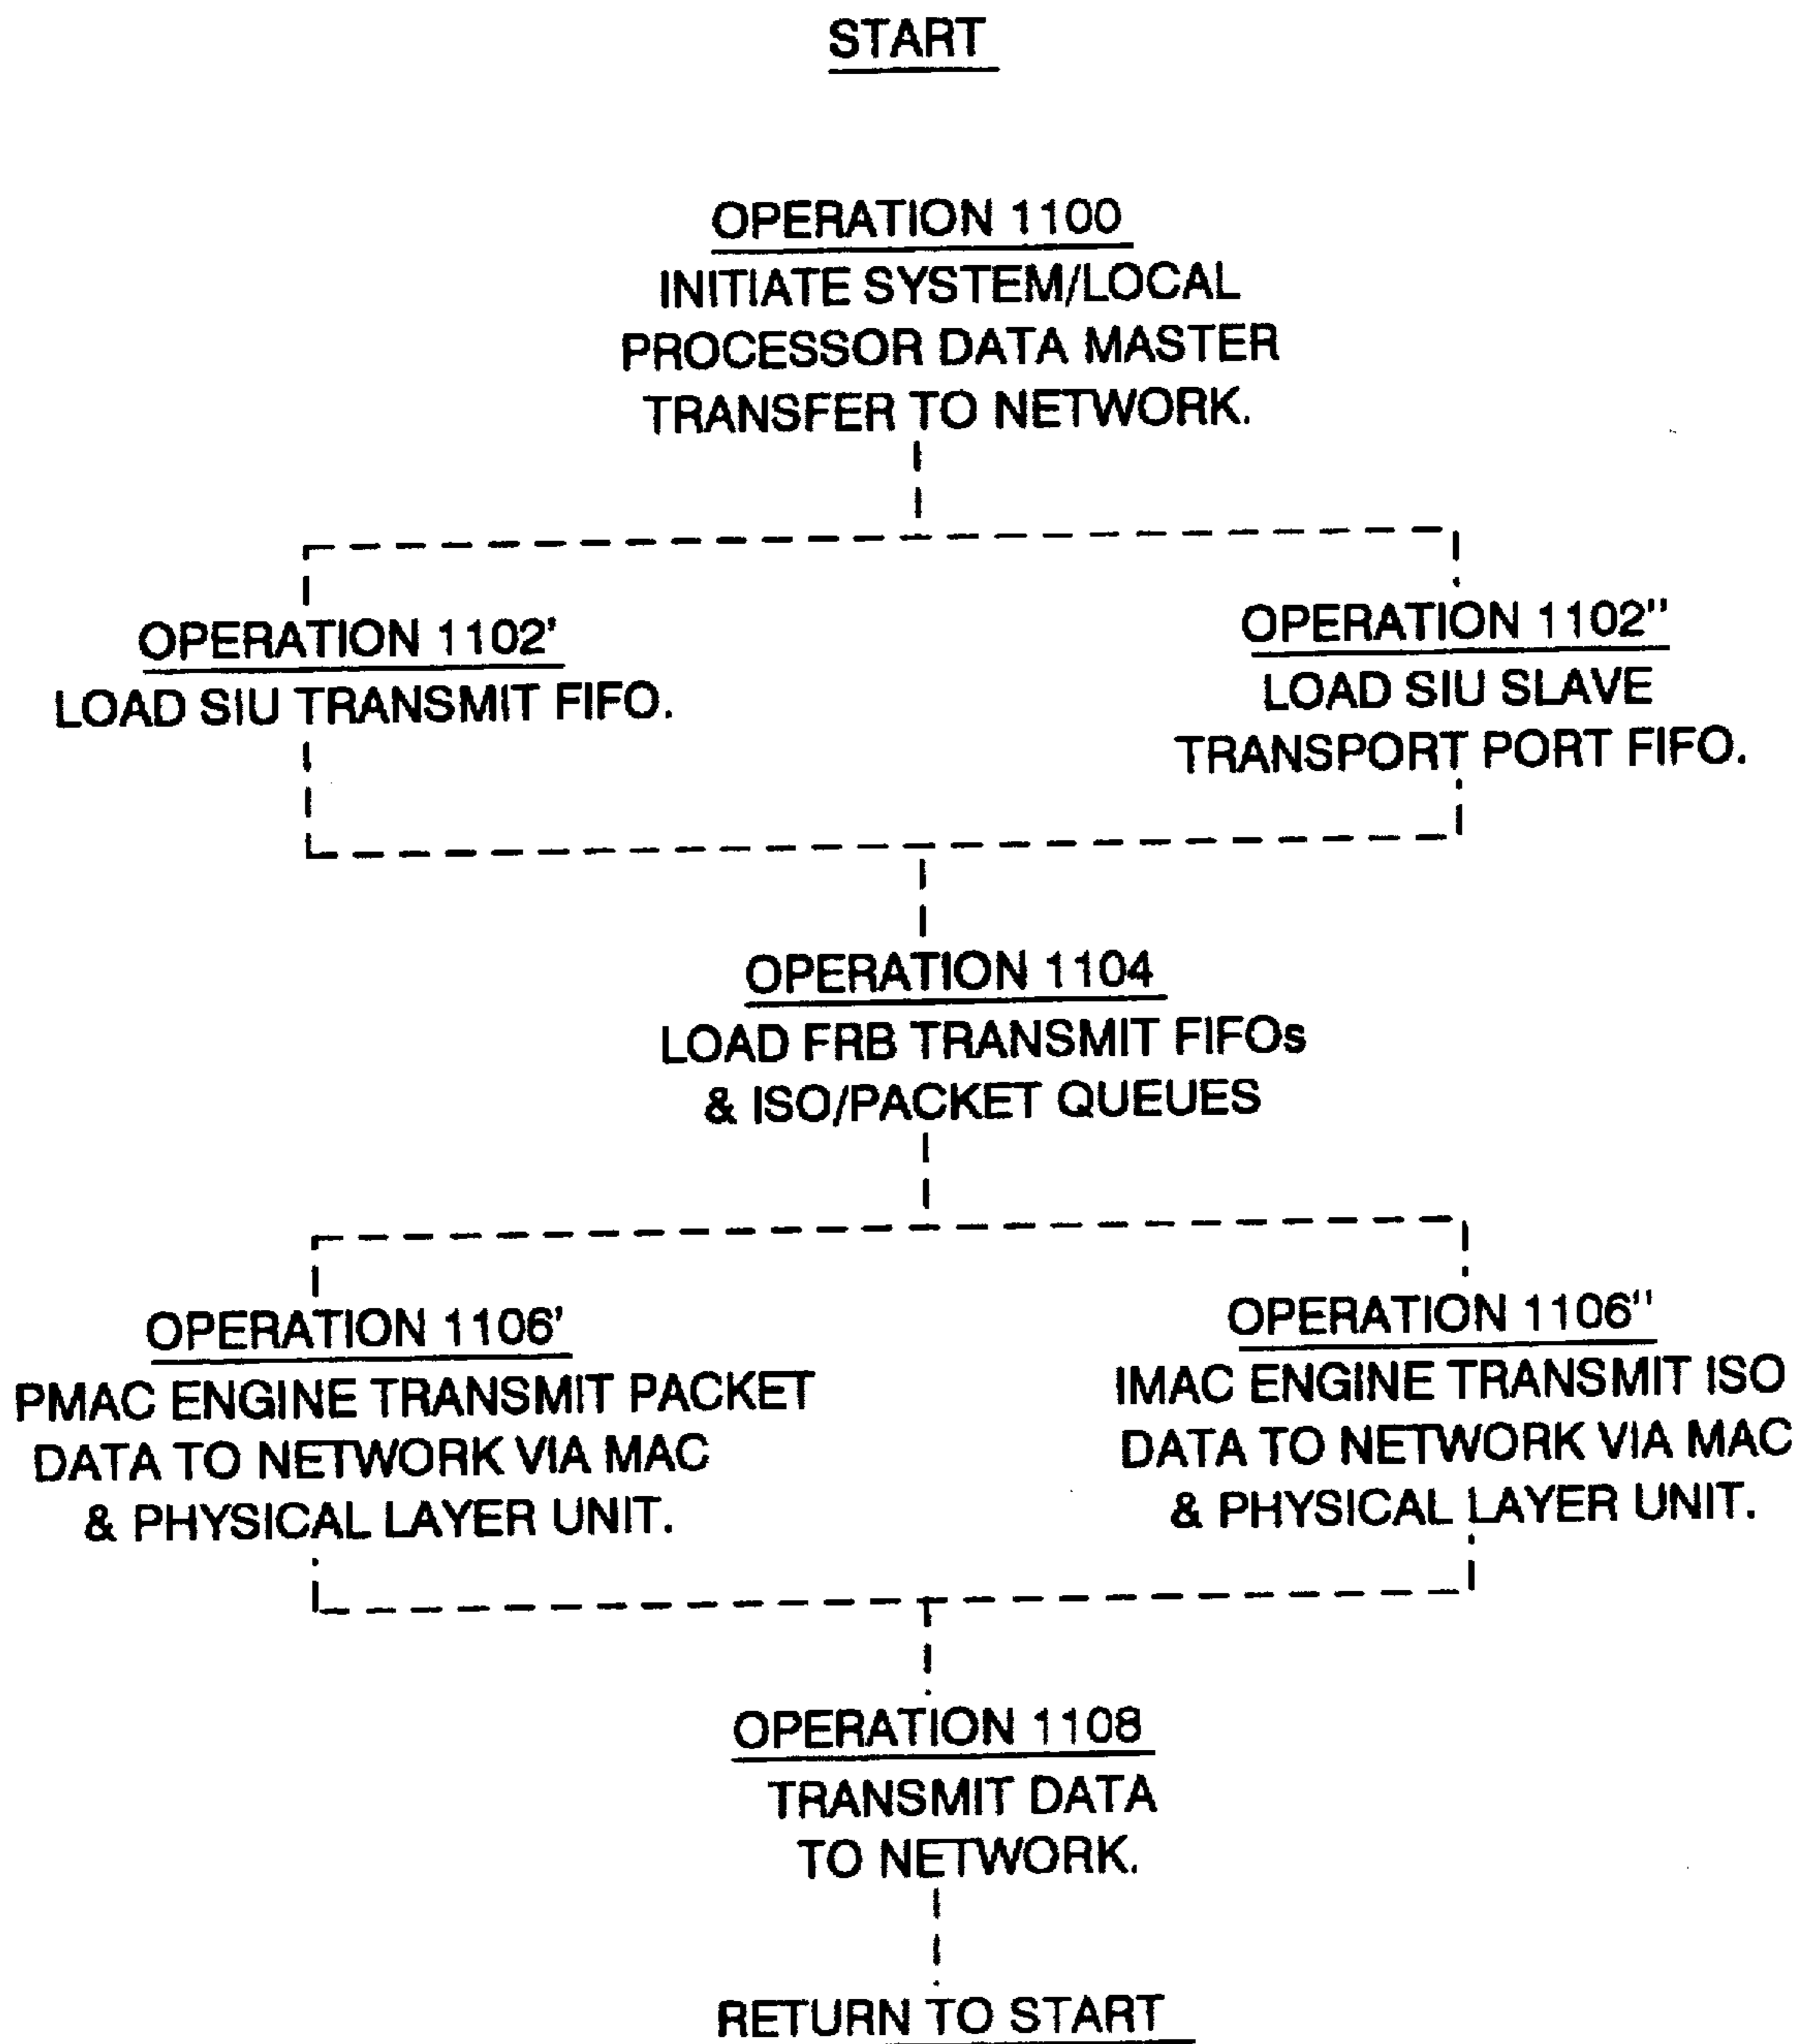 START
OPERATION 1100
INITIATE SYSTEM/LOCAL
PROCESSOR DATA MASTER
TRANSFER TO NETWORK.
OPERATION 1102'
LOAD SIU TRANSMIT FIFO.
OPERATION 1102"
LOAD SIU SLAVE
TRANSPORT PORT FIFO.
OPERATION 1104
LOAD FRB TRANSMIT FIFOs
& ISO/PACKET QUEUES
OPERATION 1106'
PMAC ENGINE TRANSMIT PACKET
DATA TO NETWORK VIA MAC
& PHYSICAL LAYER UNIT.
OPERATION 1106"
IMAC ENGINE TRANSMIT ISO
DATA TO NETWORK VIA MAC
& PHYSICAL LAYER UNIT.
OPERATION 1108
TRANSMIT DATA
TO NETWORK.
RETURN TO START